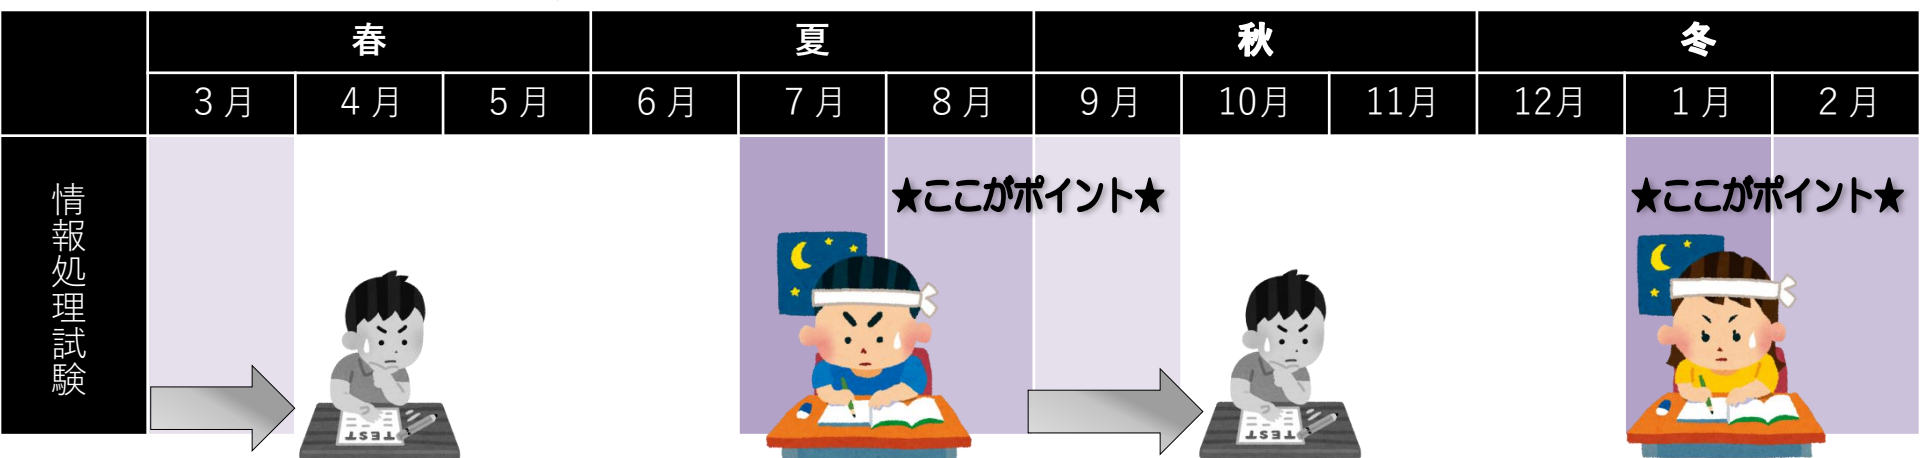 春 夏 秋 冬
3月 4月 5月 6月 7月 8月 9月 10月 11月 12月 1月 2月
情報処理試験
★ここがポイント★ ★ここがポイント★
TEST TEST